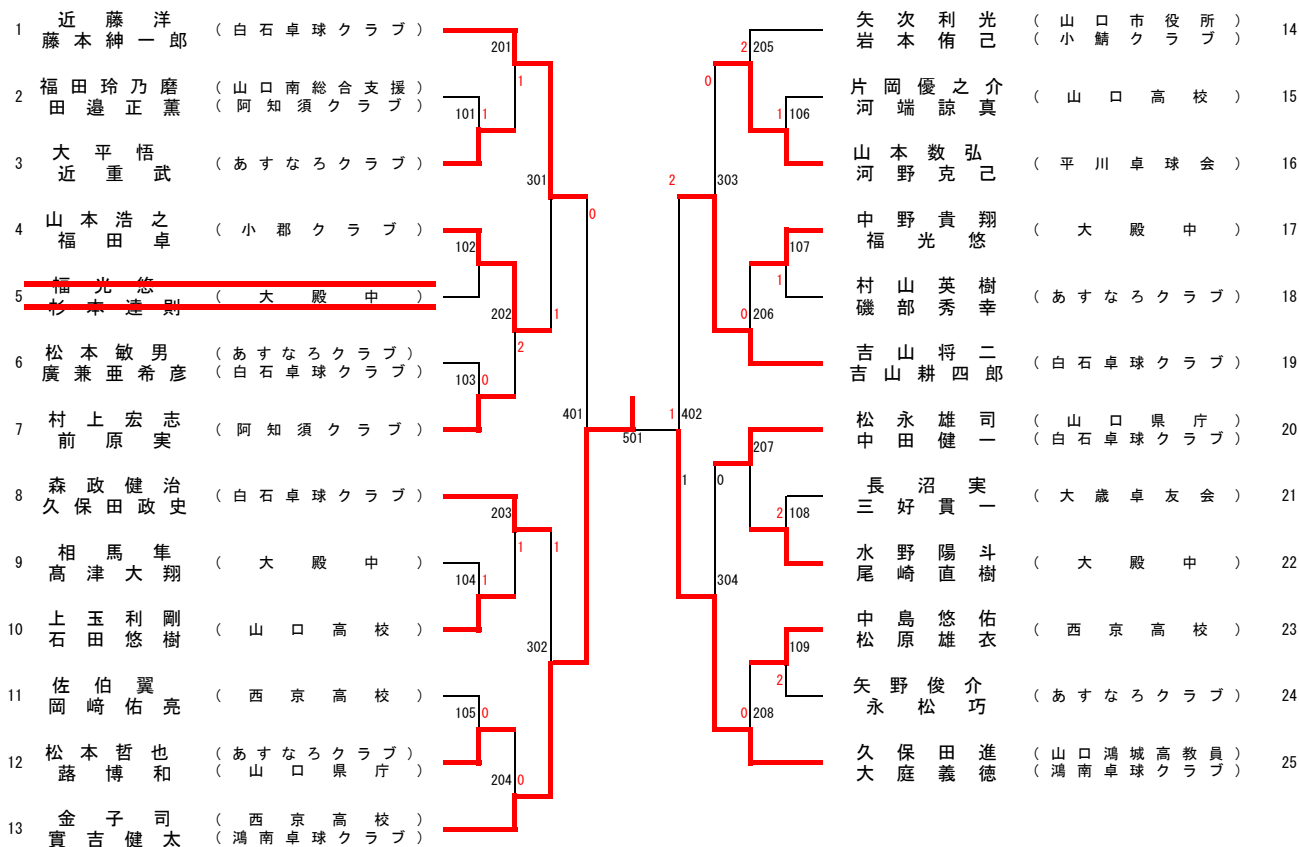 1 近藤洋 (白石卓球クラブ)
藤本紳一郎
2 福田玲乃磨 (山口南総合支援)
田邉正薫 (阿知須クラブ)
3 大平悟 (あすなろクラブ)
近重武
4 山本浩之 (小郡クラブ)
福田卓
5 福光悠 (大殿中)
杉本達則
6 松本敏男 (あすなろクラブ)
廣兼亜希彦 (白石卓球クラブ)
7 村上宏志 (阿知須クラブ)
前原実
8 森政健治 (白石卓球クラブ)
久保田政史
9 相馬隼 (大殿中)
髙津大翔
10 上玉利剛 (山口高校)
石田悠樹
11 佐伯翼 (西京高校)
岡﨑佑亮
12 松本哲也 (あすなろクラブ)
蕗博和 (山口県庁)
13 金子司 (西京高校)
實吉健太 (鴻南卓球クラブ)
201
1
101 1
301
0
102
202
1
2
103 0
401
501
203
1
1
104 1
302
105 0
204 0
2 205
0
1 106
2 303
107
1
0 206
1 402
207
1
0
2 108
304
109
2
0 208
矢次利光 (山口市役所) 14
岩本侑己 (小鯖クラブ)
片岡優之介 (山口高校) 15
河端諒真
山本数弘 (平川卓球会) 16
河野克己
中野貴翔 (大殿中) 17
福光悠
村山英樹 (あすなろクラブ) 18
磯部秀幸
吉山将二 (白石卓球クラブ) 19
吉山耕四郎
松永雄司 (山口県庁) 20
中田健一 (白石卓球クラブ)
長沼実 (大歳卓友会) 21
三好貫一
水野陽斗 (大殿中) 22
尾崎直樹
中島悠佑 (西京高校) 23
松原雄衣
矢野俊介 (あすなろクラブ) 24
永松巧
久保田進 (山口鴻城高教員) 25
大庭義徳 (鴻南卓球クラブ)